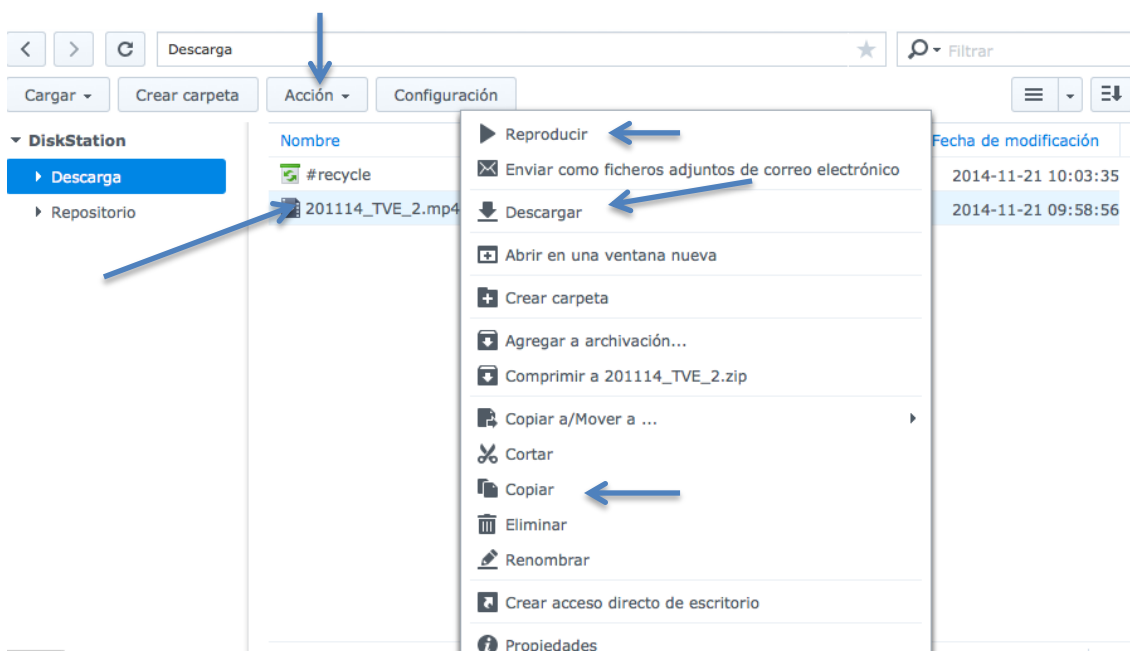 Descarga
Filtrar
Cargar
Crear carpeta
Acción
Configuración
DiskStation
Descarga
Repositorio
Nombre
Fecha de modificación
#recycle
2014-11-21 10:03:35
201114_TVE_2.mp4
2014-11-21 09:58:56
Reproducir
Enviar como ficheros adjuntos de correo electrónico
Descargar
Abrir en una ventana nueva
Crear carpeta
Agregar a archivación...
Comprimir a 201114_TVE_2.zip
Copiar a/Mover a ...
Cortar
Copiar
Eliminar
Renombrar
Crear acceso directo de escritorio
Propiedades